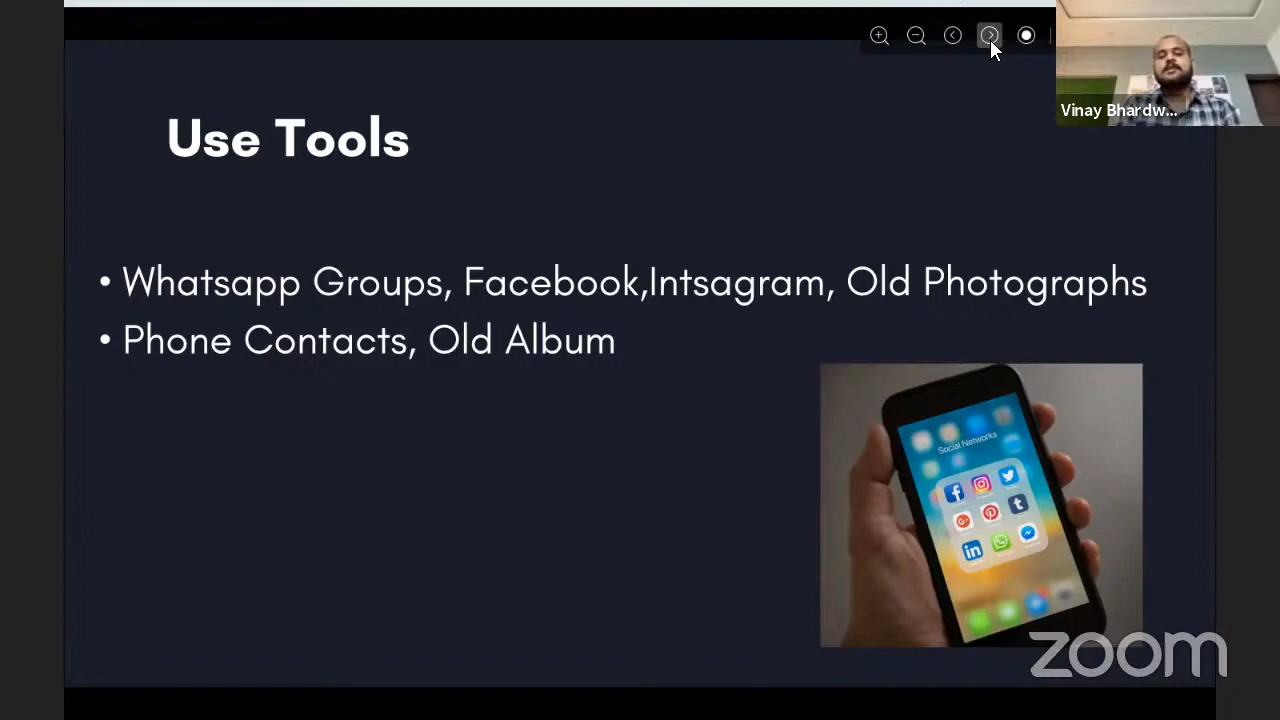 Vinay Bhardw...
Use Tools
• Whatsapp Groups, Facebook,Intsagram, Old Photographs
• Phone Contacts, Old Album
Social Networks
zoom